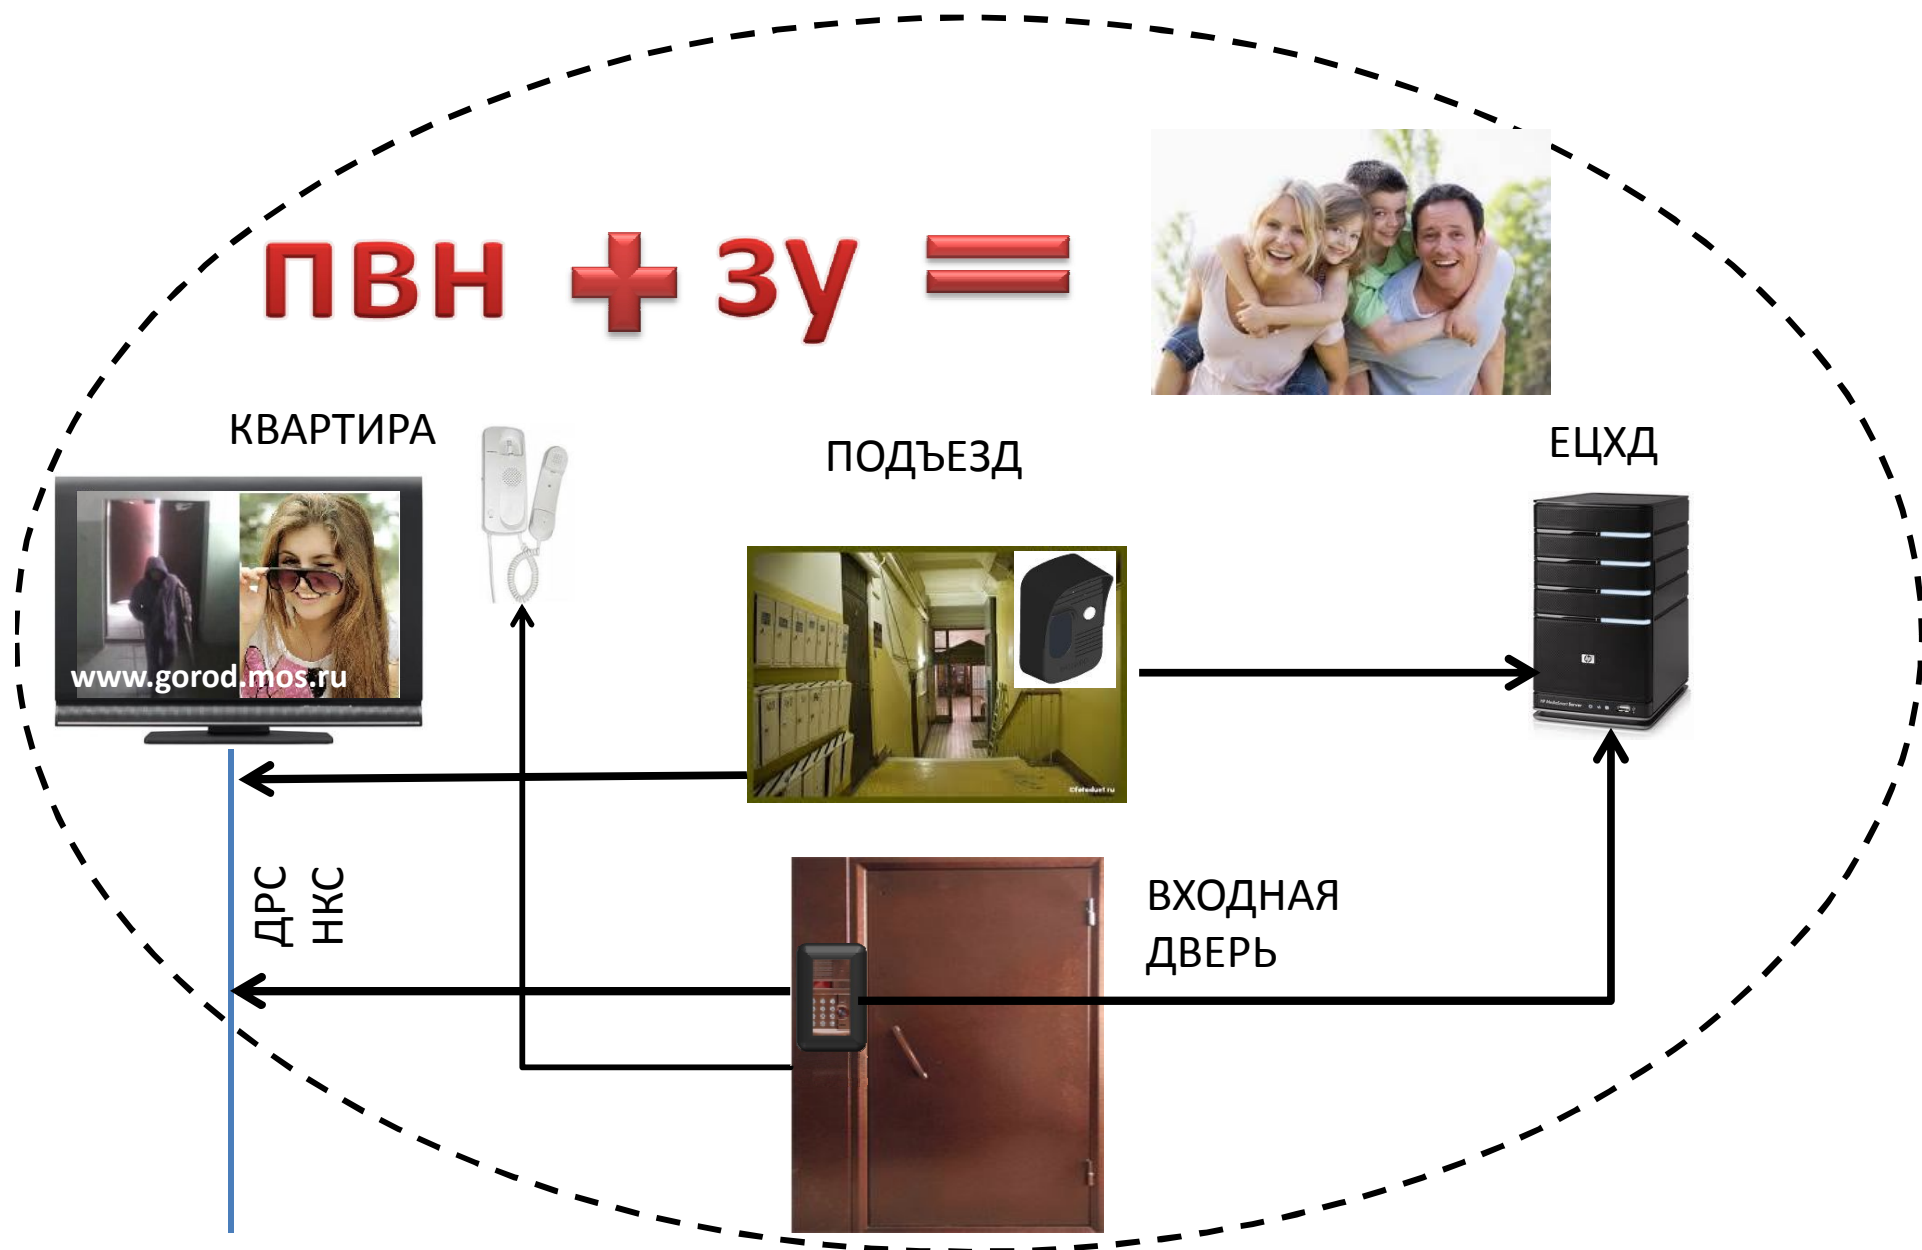 пвн + зу =
КВАРТИРА
ПОДЪЕЗД
ЕЦХД
www.gorod.mos.ru
ДРС
НКС
ВХОДНАЯ
ДВЕРЬ